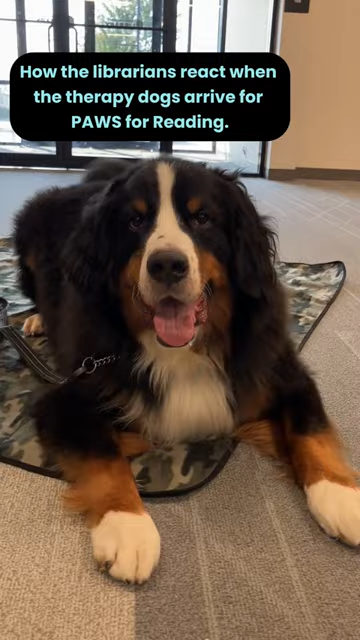 How the librarians react when
the therapy dogs arrive for
PAWS for Reading.